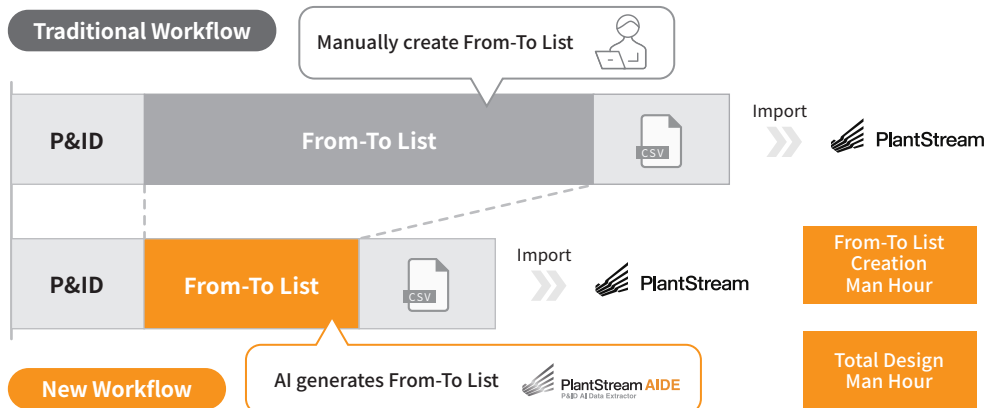 Traditional Workflow
Manually create From-To List
P&ID
From-To List
CSV
Import
PlantStream
P&ID
From-To List
CSV
Import
PlantStream
From-To List
Creation
Man Hour
New Workflow
AI generates From-To List
PlantStream AIDE
P&ID AI Data Extractor
Total Design
Man Hour